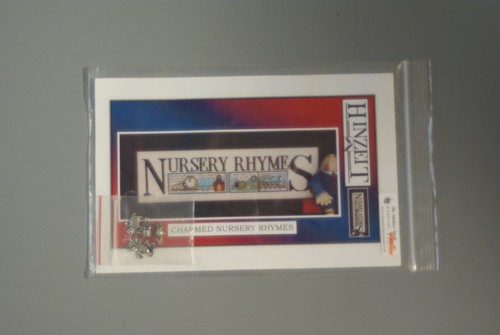 NURSERY RHYMES
CHARMED NURSERY RHYMES
HINZEIT